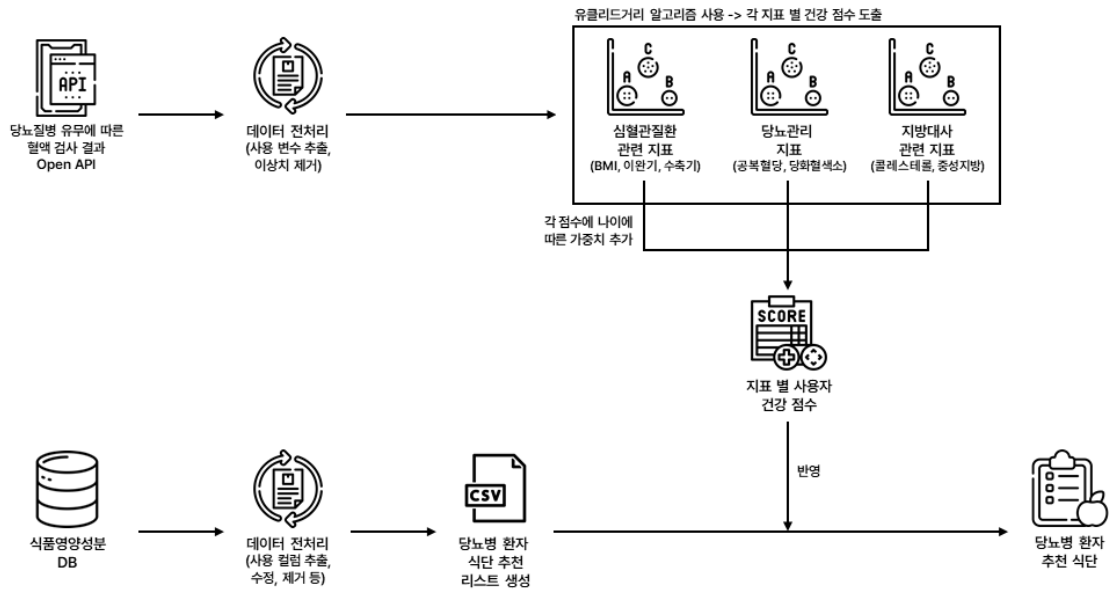 유클리드거리 알고리즘 사용 -> 각 지표 별 건강 점수 도출
API
당뇨질병 유무에 따른
혈액 검사 결과
Open API
데이터 전처리
(사용 변수 추출,
이상치 제거)
C
A
B
심혈관질환
관련 지표
(BMI, 이완기, 수축기)
C
A
B
당뇨관리
지표
(공복혈당, 당화혈색소)
C
A
B
지방대사
관련 지표
(콜레스테롤, 중성지방)
각 점수에 나이에
따른 가중치 추가
SCORE
지표 별 사용자
건강 점수
반영
식품영양성분
DB
데이터 전처리
(사용 컬럼 추출,
수정, 제거 등)
CSV
당뇨병 환자
식단 추천
리스트 생성
당뇨병 환자
추천 식단